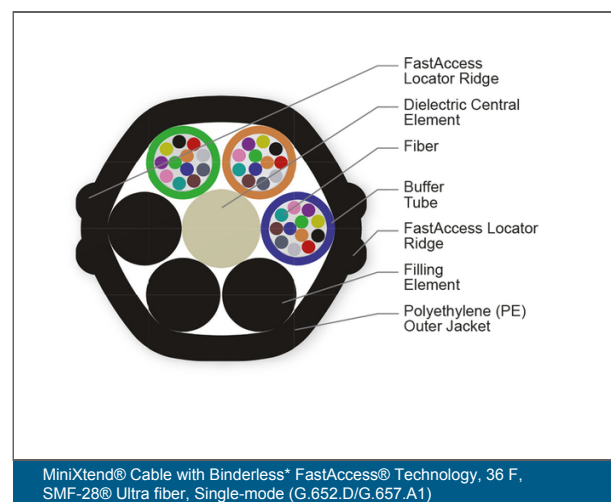 FastAccess
Locator Ridge
Dielectric Central
Element
Fiber
Buffer
Tube
FastAccess Locator
Ridge
Filling
Element
Polyethylene (PE)
Outer Jacket
MiniXtend® Cable with Binderless* FastAccess® Technology, 36 F,
SMF-28® Ultra fiber, Single-mode (G.652.D/G.657.A1)